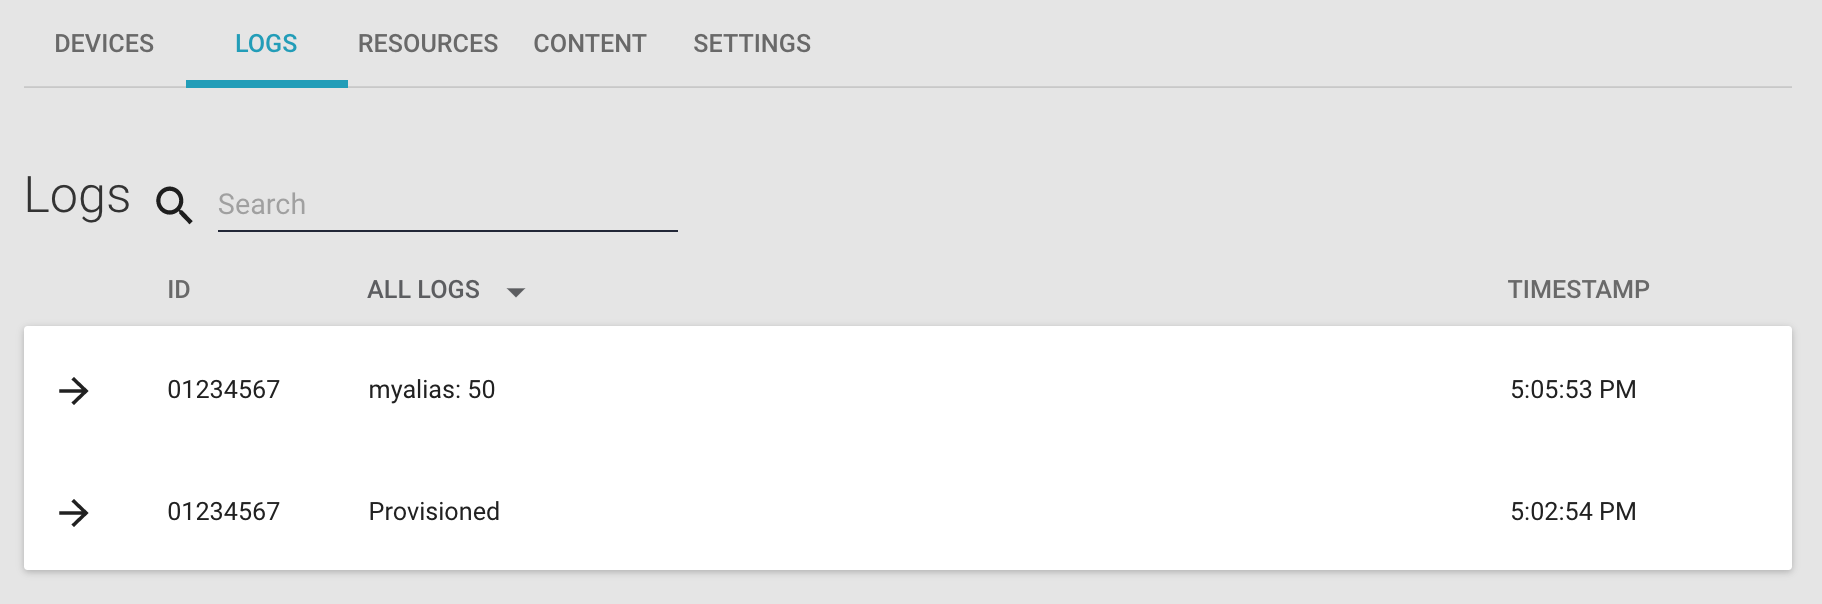 DEVICES LOGS RESOURCES CONTENT SETTINGS
Logs Search
ID ALL LOGS TIMESTAMP
01234567 myalias: 50 5:05:53 PM
01234567 Provisioned 5:02:54 PM